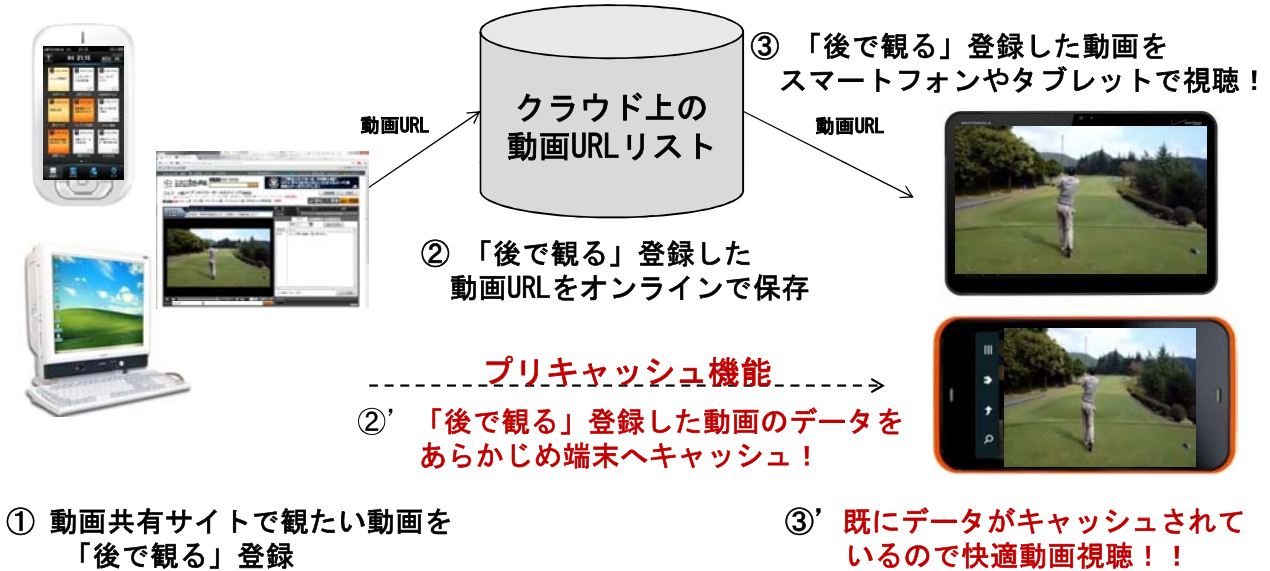 クラウド上の
動画URLリスト
動画URL
動画URL
③ 「後で観る」登録した動画を
スマートフォンやタブレットで視聴！
② 「後で観る」登録した
動画URLをオンラインで保存
プリキャッシュ機能
②’ 「後で観る」登録した動画のデータを
あらかじめ端末へキャッシュ！
① 動画共有サイトで観たい動画を
「後で観る」登録
③’ 既にデータがキャッシュされて
いるので快適動画視聴！！
MOTOROLA